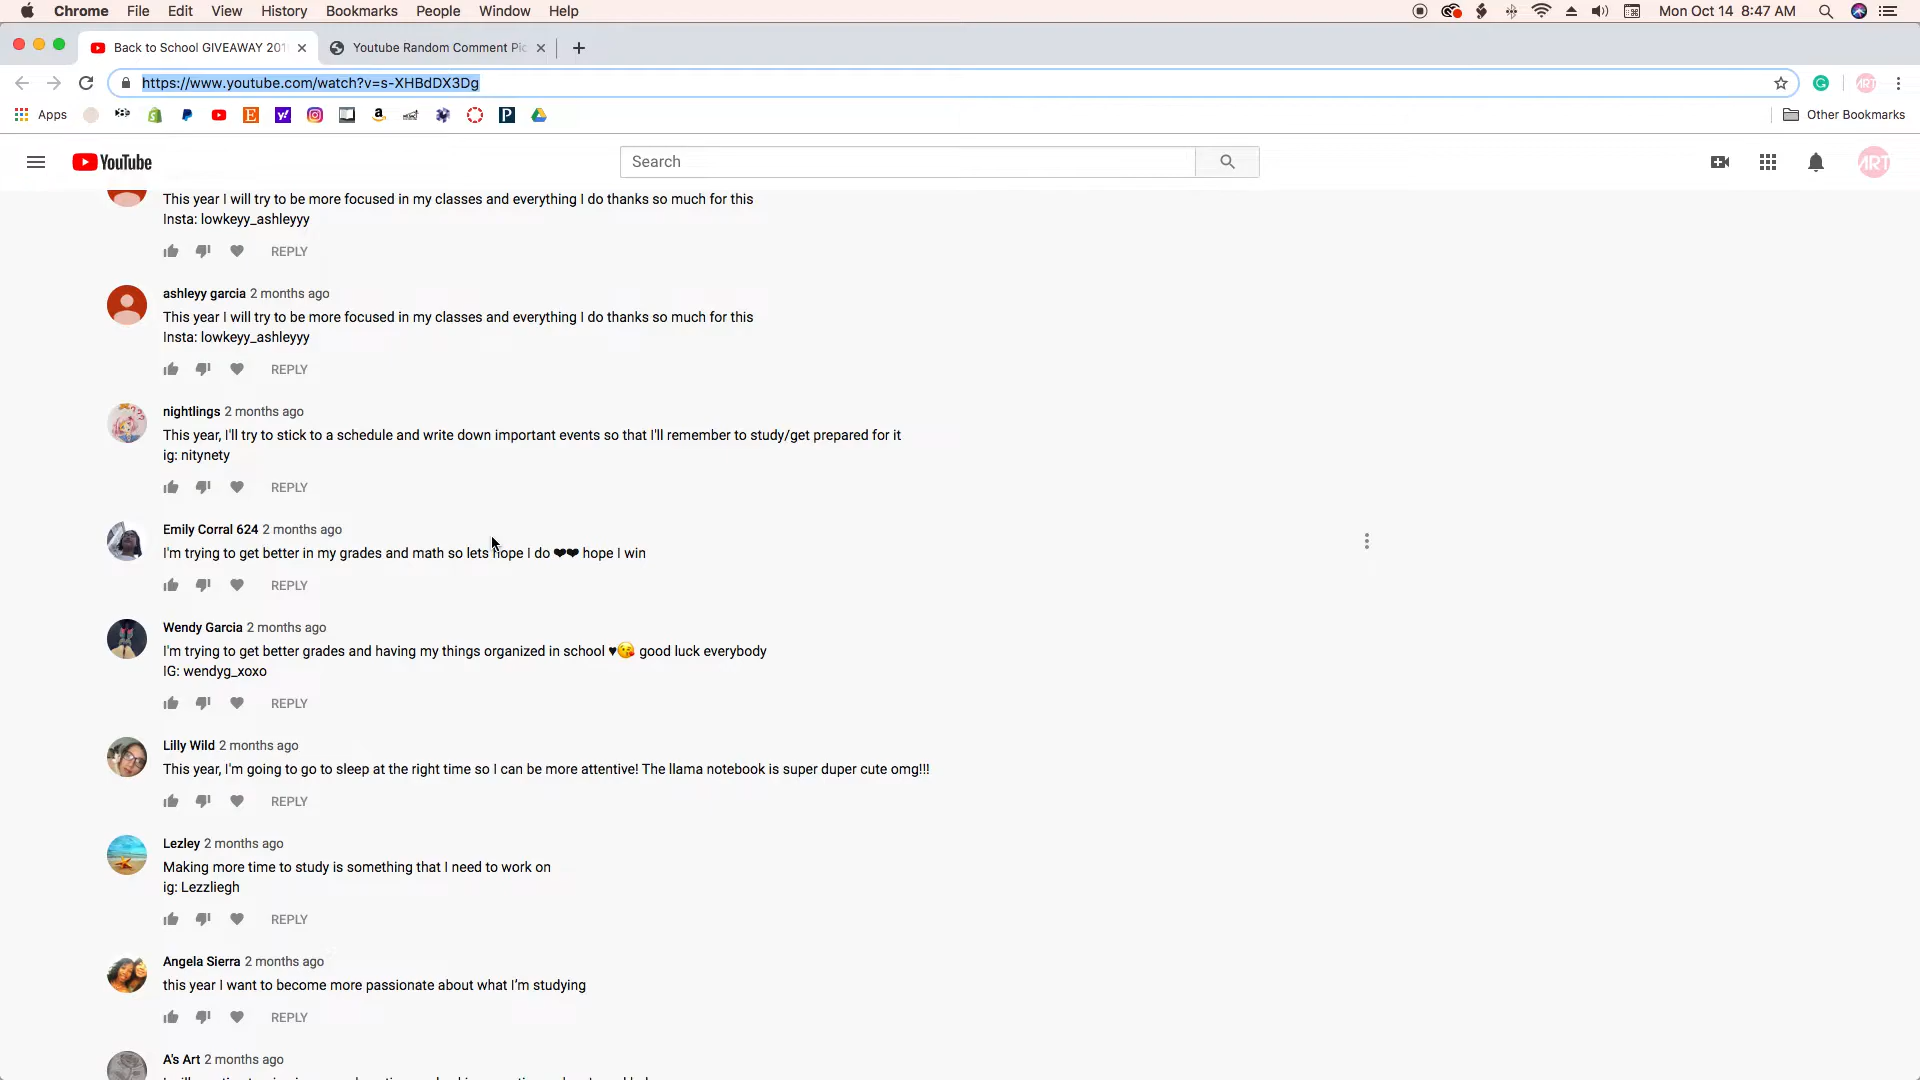 Chrome File Edit View History Bookmarks People Window Help Mon Oct 14 8:47 AM
Back to School GIVEAWAY 201
Youtube Random Comment Pic
https://www.youtube.com/watch?v=s-XHBdDX3Dg
Apps
Other Bookmarks
YouTube
Search
ART
This year I will try to be more focused in my classes and everything I do thanks so much for this
Insta: lowkeyy_ashleyyy
REPLY
ashleyy garcia 2 months ago
This year I will try to be more focused in my classes and everything I do thanks so much for this
Insta: lowkeyy_ashleyyy
REPLY
nightlings 2 months ago
This year, I'll try to stick to a schedule and write down important events so that I'll remember to study/get prepared for it
ig: nitynety
REPLY
Emily Corral 624 2 months ago
I'm trying to get better in my grades and math so lets hope I do ❤❤ hope I win
REPLY
Wendy Garcia 2 months ago
I'm trying to get better grades and having my things organized in school ♥😘 good luck everybody
IG: wendyg_xoxo
REPLY
Lilly Wild 2 months ago
This year, I'm going to go to sleep at the right time so I can be more attentive! The llama notebook is super duper cute omg!!!
REPLY
Lezley 2 months ago
Making more time to study is something that I need to work on
ig: Lezzliegh
REPLY
Angela Sierra 2 months ago
this year I want to become more passionate about what I'm studying
REPLY
A's Art 2 months ago